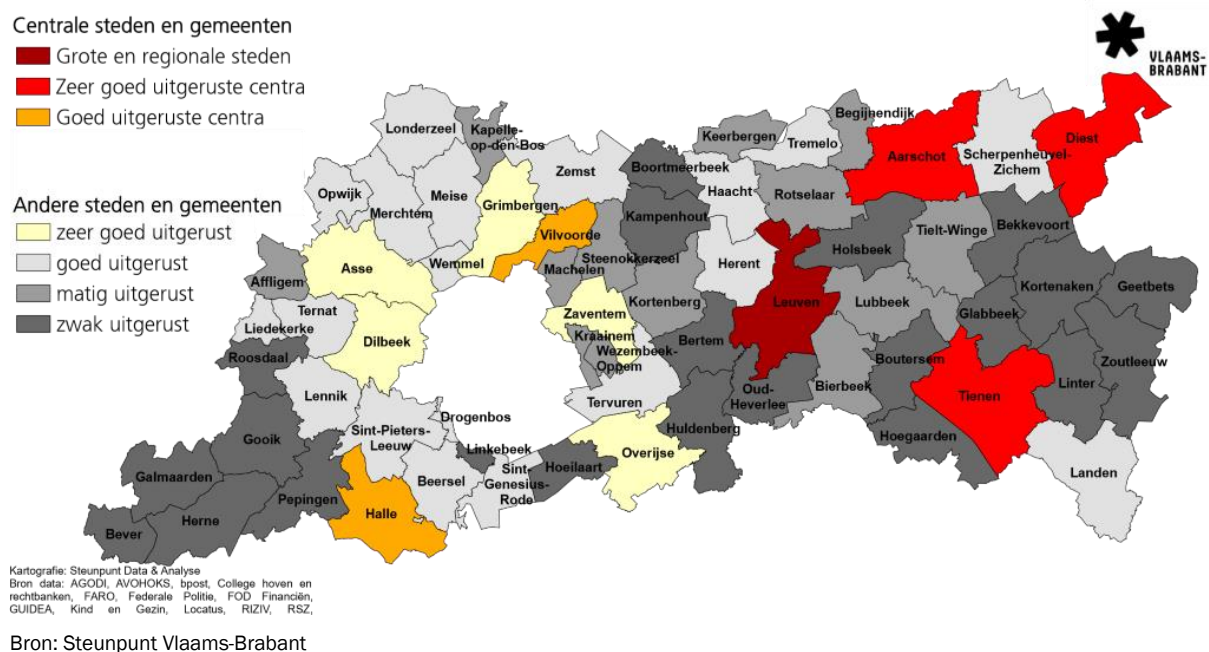 Centrale steden en gemeenten
Grote en regionale steden
Zeer goed uitgeruste centra
Goed uitgeruste centra
Andere steden en gemeenten
zeer goed uitgerust
goed uitgerust
matig uitgerust
zwak uitgerust
VLAAMS-
BRABANT
Londerzeel
Kapelle-
op-den-Bos
Zemst
Boortmeerbeek
Keerbergen
Tremelo
Begijnendijk
Aarschot
Scherpenheuvel-
Zichem
Diest
Opwijk
Merchtem
Meise
Grimbergen
Vilvoorde
Kampenhout
Haacht
Rotselaar
Holsbeek
Tielt-Winge
Bekkevoort
Affligem
Asse
Wemmel
Machelen
Steenokkerzeel
Herent
Leuven
Lubbeek
Kortenaken
Geetbets
Glabbeek
Ternat
Liedekerke
Dilbeek
Zaventem
Kortenberg
Kraainem
Wezembeek-
Oppem
Bertem
Roosdaal
Boutersem
Zoutleeuw
Linter
Lennik
Tervuren
Oud-
Heverlee
Bierbeek
Tienen
Gooik
Sint-Pieters-
Leeuw
Drogenbos
Linkebeek
Huldenberg
Hoegaarden
Galmaarden
Pepingen
Beersel
Sint-
Genesius-
Rode
Hoeilaart
Overijse
Landen
Bever
Herne
Halle
Kartografie: Steunpunt Data & Analyse
Bron data: AGODI, AVOHOKS, bpost, College hoven en
rechtbanken, FARO, Federale Politie, FOD Financiën,
GUIDEA, Kind en Gezin, Locatus, RIZIV, RSZ,
Bron: Steunpunt Vlaams-Brabant